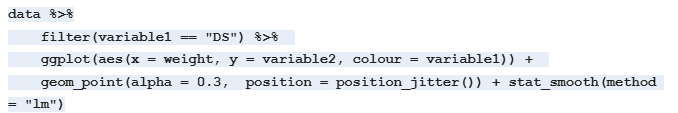 data %>%
    filter(variable1 == "DS") %>%
    ggplot(aes(x = weight, y = variable2, colour = variable1)) +
    geom_point(alpha = 0.3,  position = position_jitter()) + stat_smooth(method
= "lm")